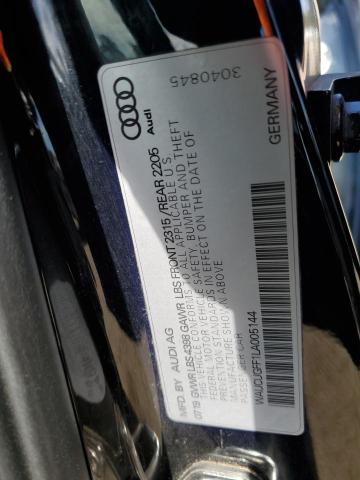 Audi
3040845
MFD. BY AUDI AG
07/19 GVWR LBS 4398 GAWR LBS FRONT 2315 / REAR 2205
THIS VEHICLE CONFORMS TO ALL APPLICABLE U.S.
FEDERAL MOTOR VEHICLE SAFETY, BUMPER AND THEFT
PREVENTION STANDARDS IN EFFECT ON THE DATE OF
MANUFACTURE SHOWN ABOVE
PASSENGER CAR
GERMANY